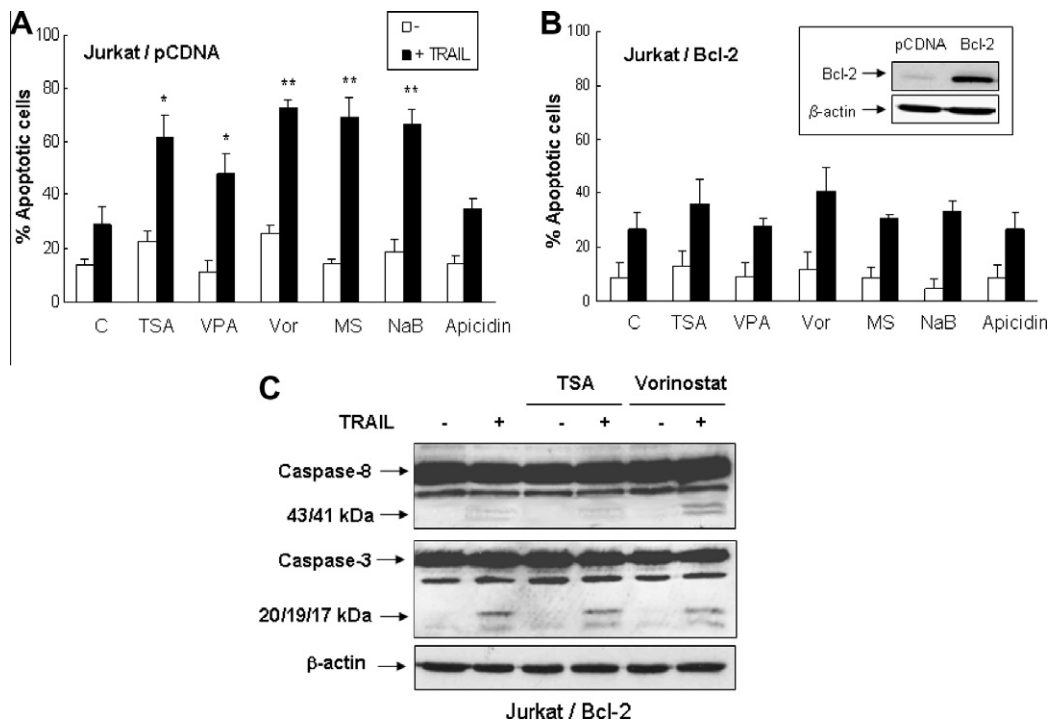 A
100
80
60
40
20
0
% Apoptotic cells
Jurkat / pCDNA
-
+ TRAIL
*
*
**
**
**
C TSA VPA Vor MS NaB Apicidin
B
100
80
60
40
20
0
% Apoptotic cells
Jurkat / Bcl-2
pCDNA Bcl-2
Bcl-2
β-actin
C TSA VPA Vor MS NaB Apicidin
C
TSA Vorinostat
TRAIL - + - + - +
Caspase-8
43/41 kDa
Caspase-3
20/19/17 kDa
β-actin
Jurkat / Bcl-2